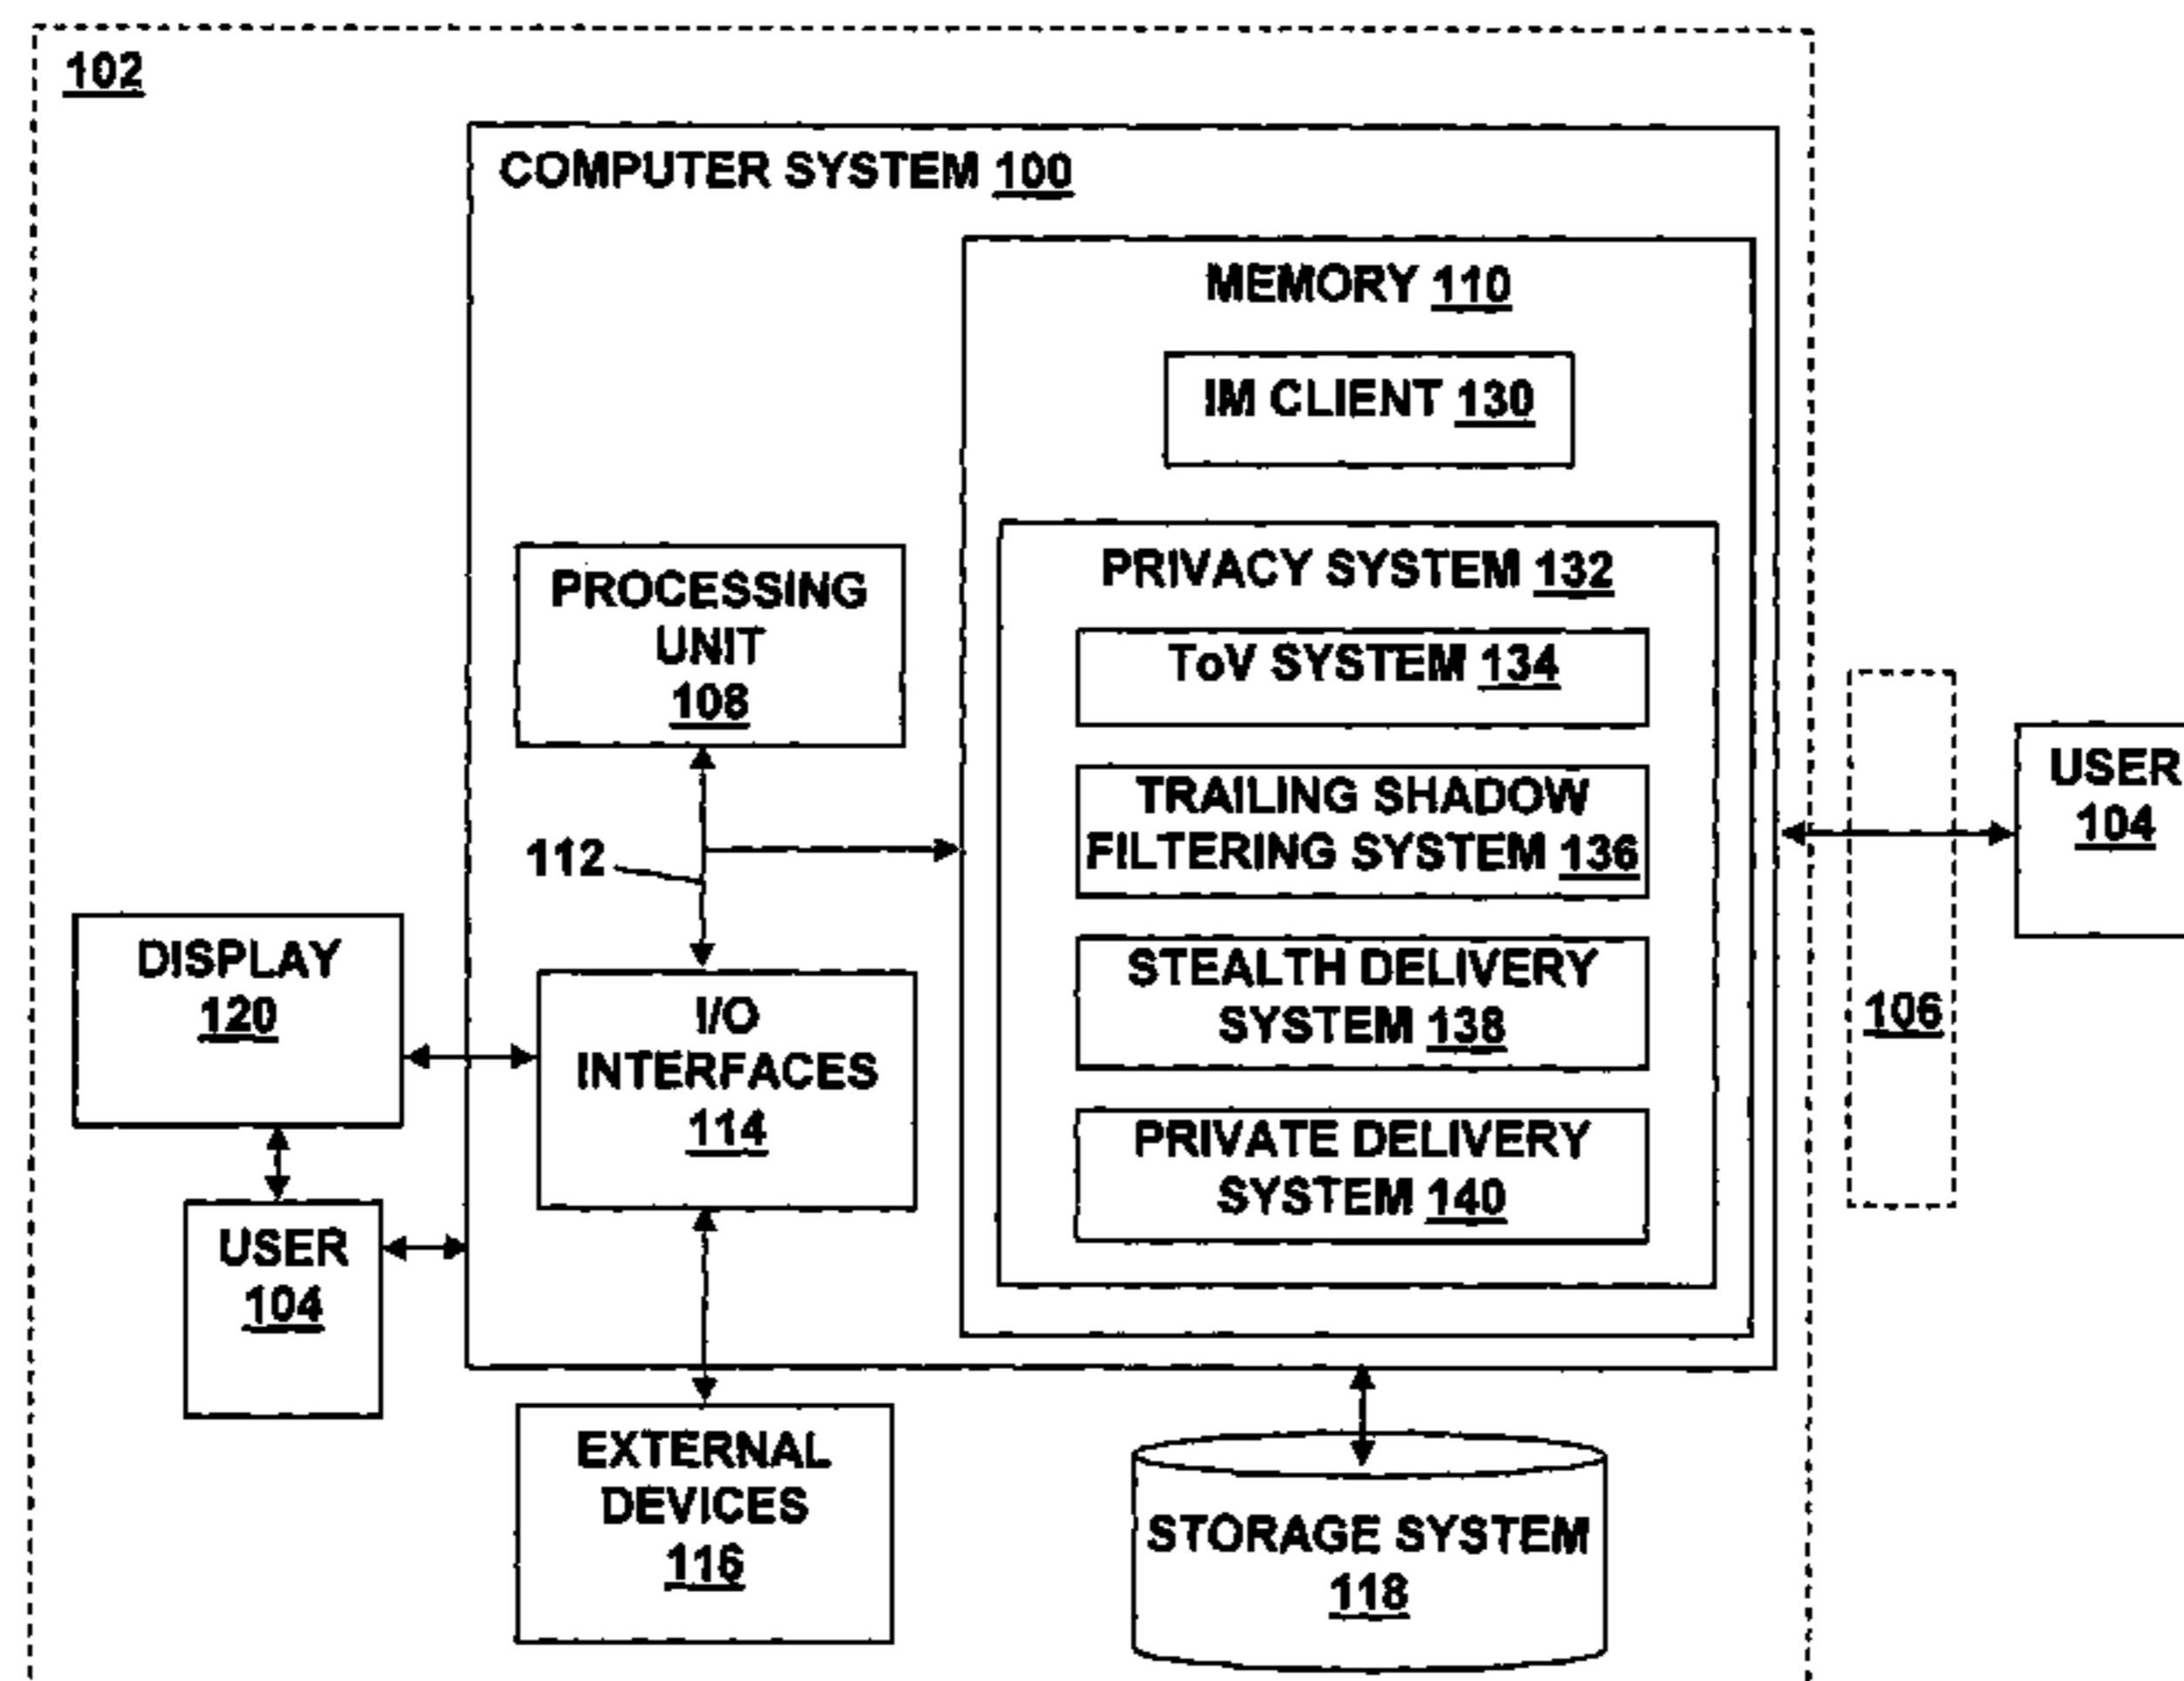 102
COMPUTER SYSTEM 100
MEMORY 110
IM CLIENT 130
PROCESSING
UNIT
108
PRIVACY SYSTEM 132
ToV SYSTEM 134
TRAILING SHADOW
FILTERING SYSTEM 136
STEALTH DELIVERY
SYSTEM 138
PRIVATE DELIVERY
SYSTEM 140
112
I/O
INTERFACES
114
DISPLAY
120
USER
104
USER
104
106
EXTERNAL
DEVICES
116
STORAGE SYSTEM
118